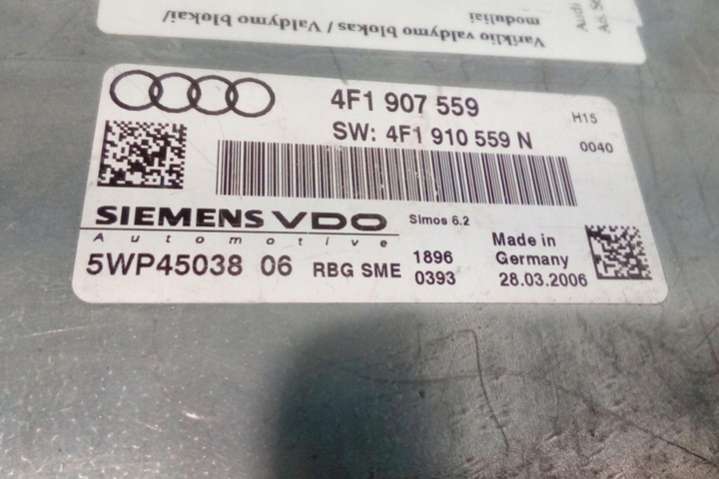 Variklio valdymo blokas / Valdymo blokai/
moduliai
Audi
4F1 907 559
H15
SW: 4F1 910 559 N
0040
SIEMENS VDO
Simos 6.2
Automotive
Made in
5WP45038 06
RBG SME
1896
Germany
0393
28.03.2006